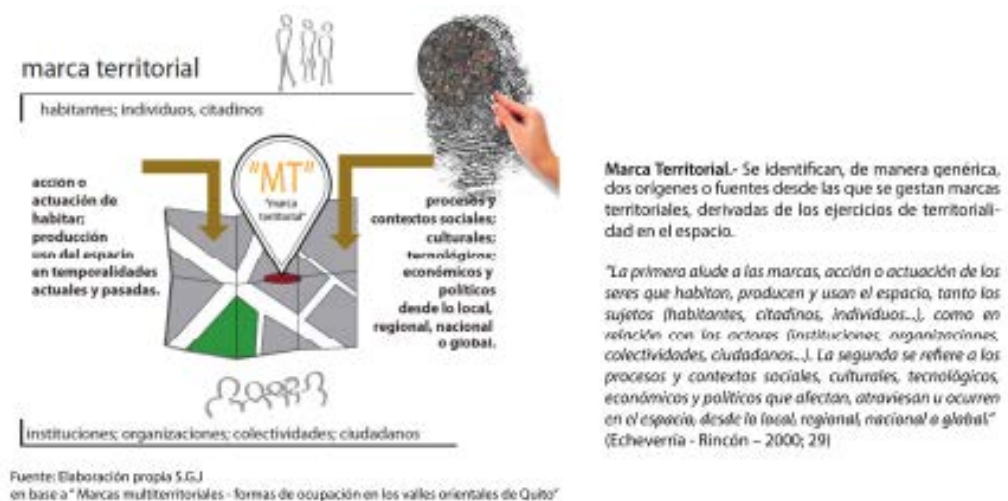 marca territorial
habitantes; individuos, citadinos
"MT"
"marca
territorial"
acción o
actuación de
habitar;
producción
uso del espacio
en temporalidades
actuales y pasadas.
procesos y
contextos sociales;
culturales;
tecnológicos;
económicos y
políticos
desde lo local,
regional, nacional
o global.
instituciones; organizaciones; colectividades; ciudadanos
Fuente: Elaboración propia S.G.J
en base a " Marcas multiterritoriales - formas de ocupación en los valles orientales de Quito"
Marca Territorial.- Se identifican, de manera genérica,
dos orígenes o fuentes desde las que se gestan marcas
territoriales, derivadas de los ejercicios de territoriali-
dad en el espacio.
"La primera alude a las marcas, acción o actuación de los
seres que habitan, producen y usan el espacio, tanto los
sujetos (habitantes, citadinos, individuos...), como en
relación con los actores (instituciones, organizaciones,
colectividades, ciudadanos...). La segunda se refiere a los
procesos y contextos sociales, culturales, tecnológicos,
económicos y políticos que afectan, atraviesan u ocurren
en el espacio, desde lo local, regional, nacional o global."
(Echeverría - Rincón – 2000; 29)